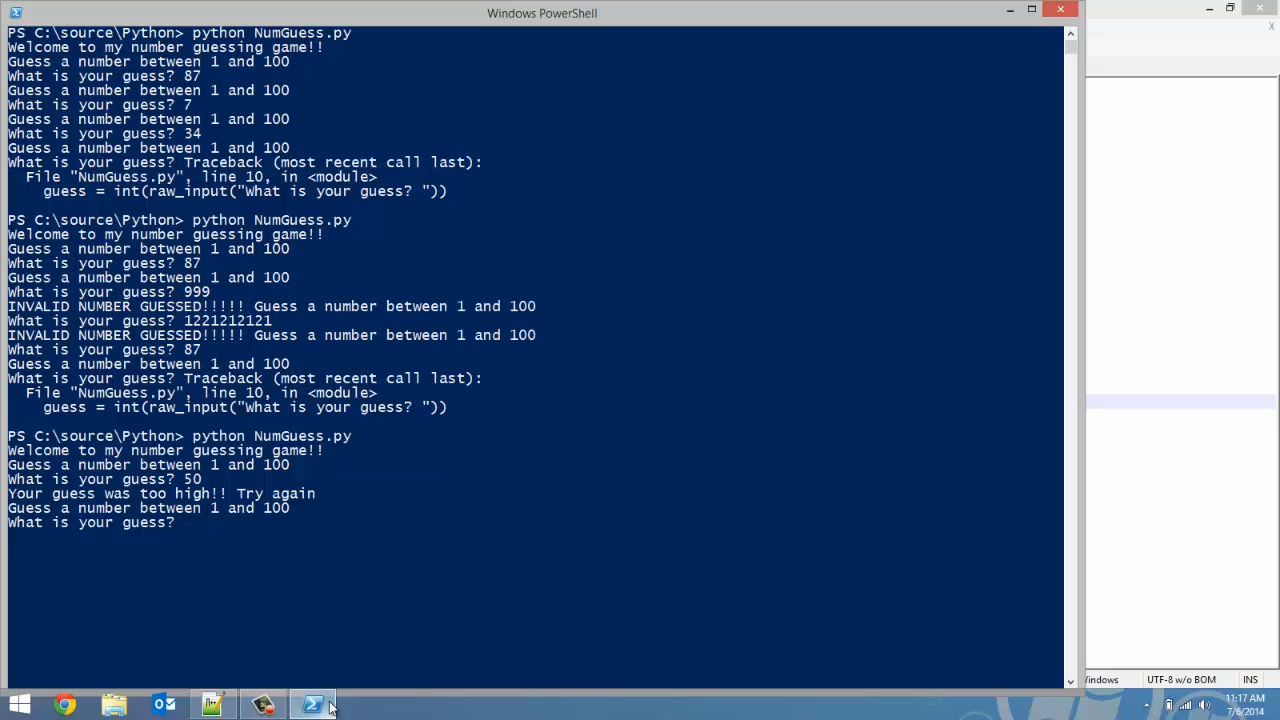 Windows PowerShell
PS C:\source\Python> python NumGuess.py
Welcome to my number guessing game!!
Guess a number between 1 and 100
What is your guess? 87
Guess a number between 1 and 100
What is your guess? 7
Guess a number between 1 and 100
What is your guess? 34
Guess a number between 1 and 100
What is your guess? Traceback (most recent call last):
  File "NumGuess.py", line 10, in <module>
    guess = int(raw_input("What is your guess? "))
PS C:\source\Python> python NumGuess.py
Welcome to my number guessing game!!
Guess a number between 1 and 100
What is your guess? 87
Guess a number between 1 and 100
What is your guess? 999
INVALID NUMBER GUESSED!!!!! Guess a number between 1 and 100
What is your guess? 1221212121
INVALID NUMBER GUESSED!!!!! Guess a number between 1 and 100
What is your guess? 87
Guess a number between 1 and 100
What is your guess? Traceback (most recent call last):
  File "NumGuess.py", line 10, in <module>
    guess = int(raw_input("What is your guess? "))
PS C:\source\Python> python NumGuess.py
Welcome to my number guessing game!!
Guess a number between 1 and 100
What is your guess? 50
Your guess was too high!! Try again
Guess a number between 1 and 100
What is your guess?
indows UTF-8 w/o BOM INS
11:17 AM
7/6/2014